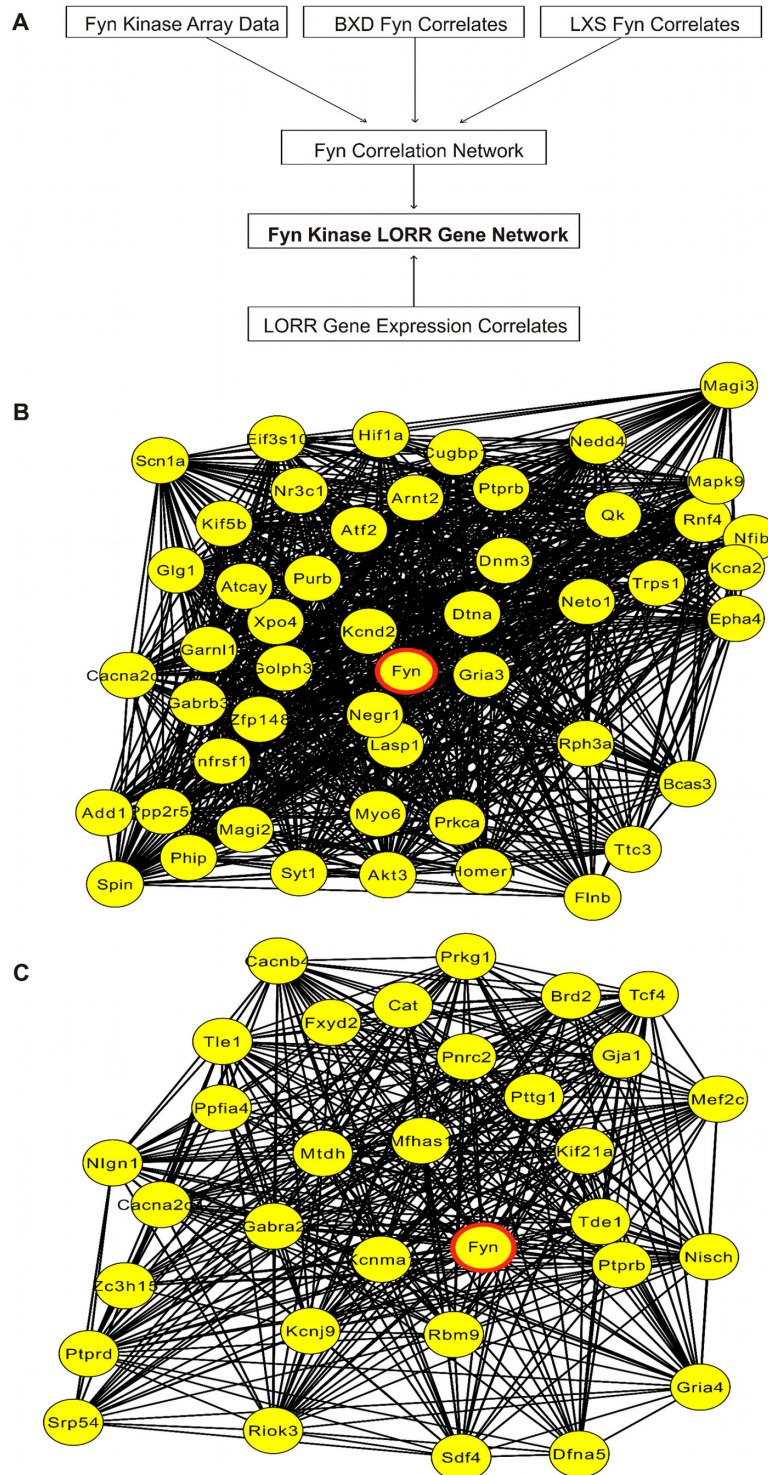 A
Fyn Kinase Array Data
BXD Fyn Correlates
LXS Fyn Correlates
Fyn Correlation Network
Fyn Kinase LORR Gene Network
LORR Gene Expression Correlates
B
Magi3
Scn1a
Eif3s10
Hif1a
Cugbp
Nedd4
Nr3c1
Arnt2
Ptprb
Mapk9
Kif5b
Atf2
Qk
Rnf4
Nfib
Glg1
Atcay
Purb
Dnm3
Trps1
Kcna2
Xpo4
Kcnd2
Dtna
Neto1
Epha4
Garnl1
Golph3
Fyn
Gria3
Cacna2d
Gabrb3
Zfp148
Negr1
Lasp1
Rph3a
nfrsf1
Bcas3
Add1
Ppp2r5
Magi2
Myo6
Prkca
Ttc3
Phip
Syt1
Akt3
Homer
Spin
Flnb
C
Cacnb4
Prkg1
Fxyd2
Cat
Brd2
Tcf4
Tle1
Pnrc2
Gja1
Ppfia4
Pttg1
Mef2c
Nlgn1
Mtdh
Mfhas1
Kif21a
Cacna2d
Gabra2
Fyn
Tde1
Zc3h15
Kcnma
Ptprb
Nisch
Ptprd
Kcnj9
Rbm9
Gria4
Srp54
Riok3
Sdf4
Dfna5